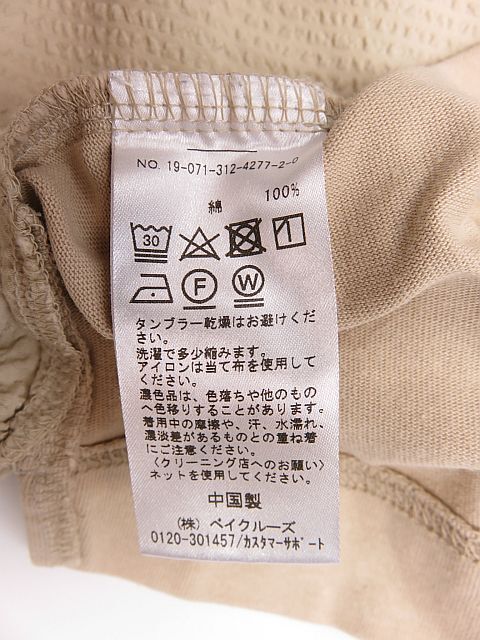 NO. 19-071-312-4277-2-0
綿 100%
30
F W
タンブラー乾燥はお避けくだ
さい。
洗濯で多少縮みます。
アイロンは当て布を使用して
ください。
濃色品は、色落ちや他のもの
へ色移りすることがあります。
着用中の摩擦や、汗、水濡れ、
濃淡差があるものとの重ね着
にご注意ください。
〈クリーニング店へのお願い〉
ネットを使用してください。
中国製
(株) ベイクルーズ
0120-301457/カスタマーサポート